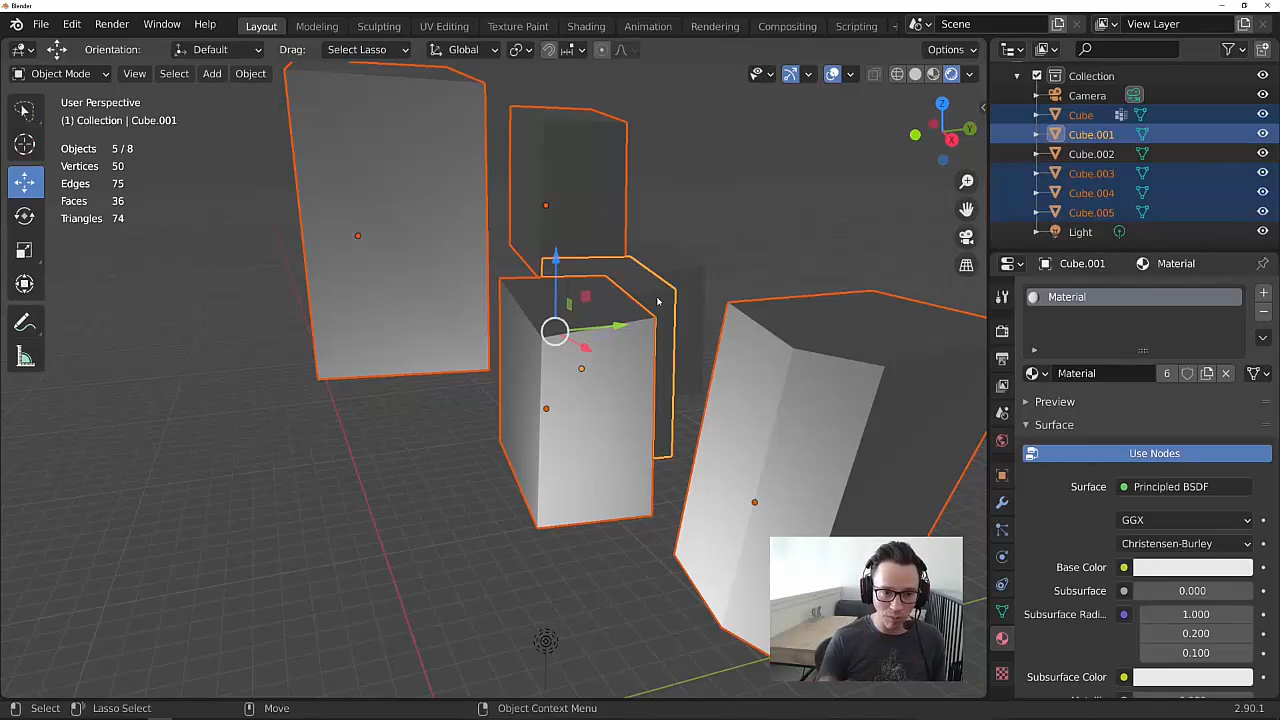 Blender
File Edit Render Window Help Layout Modeling Sculpting UV Editing Texture Paint Shading Animation Rendering Compositing Scripting + Scene View Layer
Orientation: Default Drag: Select Lasso Global Options
Object Mode View Select Add Object
User Perspective
(1) Collection | Cube.001
Objects 5 / 8
Vertices 50
Edges 75
Faces 36
Triangles 74
Z
Y
X
Collection
Camera
Cube
Cube.001
Cube.002
Cube.003
Cube.004
Cube.005
Light
Cube.001 Material
Material
Material 6
Preview
Surface
Use Nodes
Surface Principled BSDF
GGX
Christensen-Burley
Base Color
Subsurface 0.000
Subsurface Radi.. 1.000
0.200
0.100
Subsurface Color
Select Lasso Select Move Object Context Menu 2.90.1